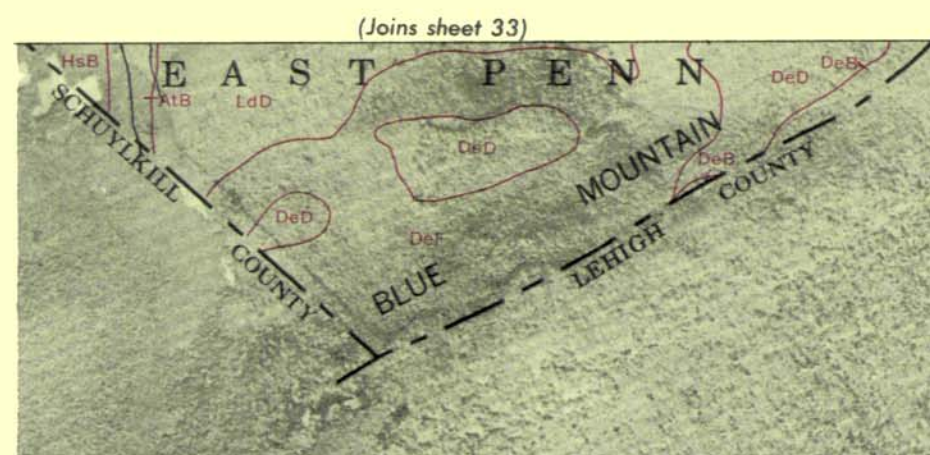 (Joins sheet 33)
EAST PENN
HsB
AtB
LdD
DeD
DeB
DeD
DeB
DeD
DeF
SCHUYLKILL COUNTY
BLUE MOUNTAIN
LEHIGH COUNTY